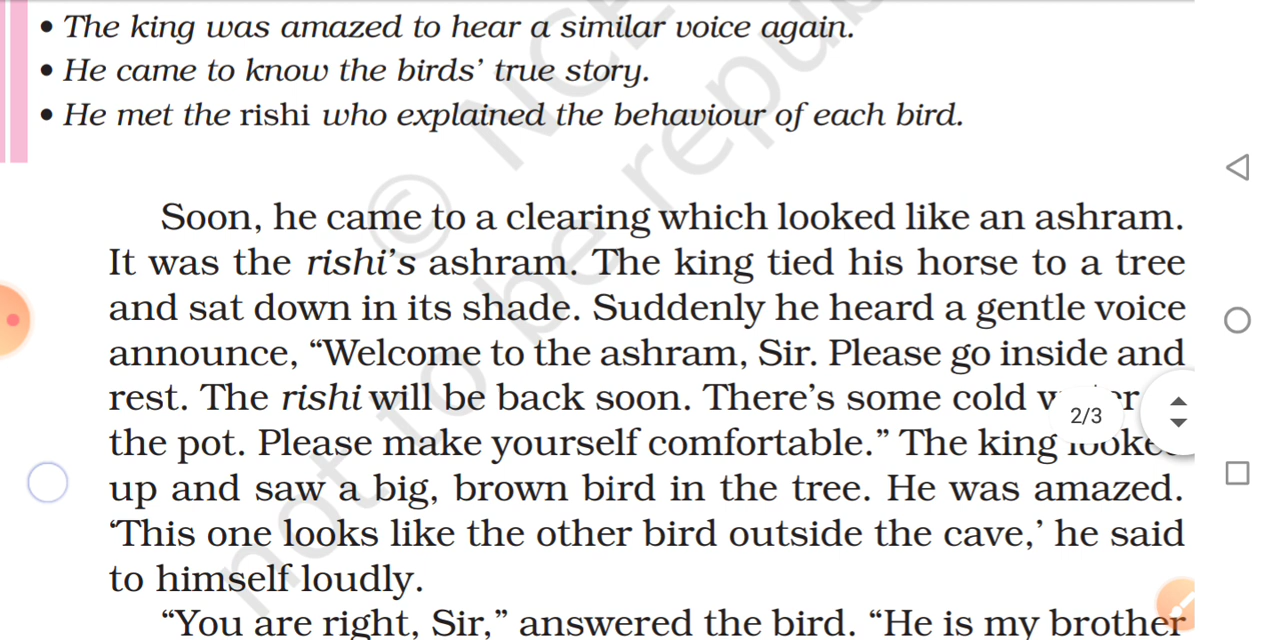 • The king was amazed to hear a similar voice again.
• He came to know the birds’ true story.
• He met the rishi who explained the behaviour of each bird.
Soon, he came to a clearing which looked like an ashram.
It was the rishi’s ashram. The king tied his horse to a tree
and sat down in its shade. Suddenly he heard a gentle voice
announce, “Welcome to the ashram, Sir. Please go inside and
rest. The rishi will be back soon. There’s some cold
2/3
the pot. Please make yourself comfortable.” The king
up and saw a big, brown bird in the tree. He was amazed.
‘This one looks like the other bird outside the cave,’ he said
to himself loudly.
“You are right, Sir,” answered the bird. “He is my brother
© NCE
not to be repub